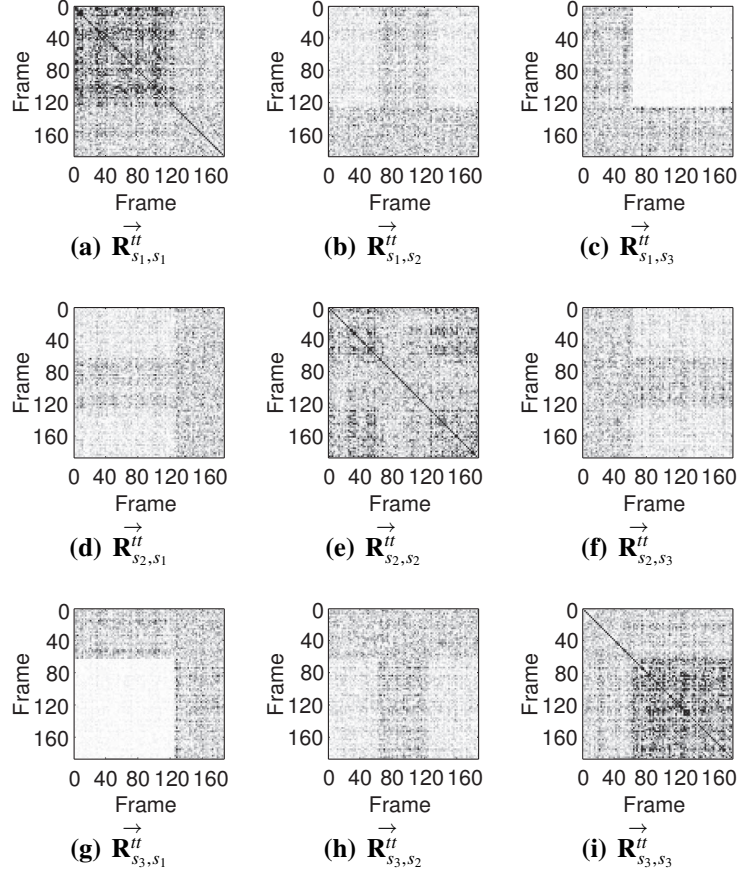 0 0 0
40 40 40
Frame 80 Frame 80 Frame 80
120 120 120
160 160 160
0 40 80 120 160 0 40 80 120 160 0 40 80 120 160
Frame Frame Frame
(a) R^{tt}_{s1,s1} (b) R^{tt}_{s1,s2} (c) R^{tt}_{s1,s3}
0 0 0
40 40 40
Frame 80 Frame 80 Frame 80
120 120 120
160 160 160
0 40 80 120 160 0 40 80 120 160 0 40 80 120 160
Frame Frame Frame
(d) R^{tt}_{s2,s1} (e) R^{tt}_{s2,s2} (f) R^{tt}_{s2,s3}
0 0 0
40 40 40
Frame 80 Frame 80 Frame 80
120 120 120
160 160 160
0 40 80 120 160 0 40 80 120 160 0 40 80 120 160
Frame Frame Frame
(g) R^{tt}_{s3,s1} (h) R^{tt}_{s3,s2} (i) R^{tt}_{s3,s3}